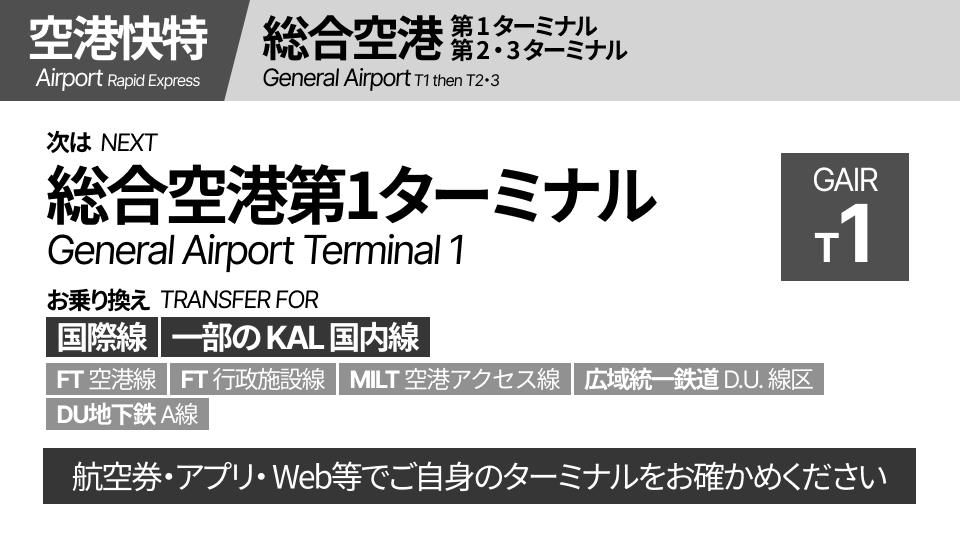 空港快特
Airport Rapid Express
総合空港 第1ターミナル
第2・3ターミナル
General Airport T1 then T2・3
次は NEXT
総合空港第1ターミナル
General Airport Terminal 1
GAIR
T1
お乗り換え TRANSFER FOR
国際線 一部の KAL 国内線
FT 空港線 FT 行政施設線 MILT 空港アクセス線 広域統一鉄道 D.U. 線区
DU地下鉄 A線
航空券・アプリ・Web等でご自身のターミナルをお確かめください